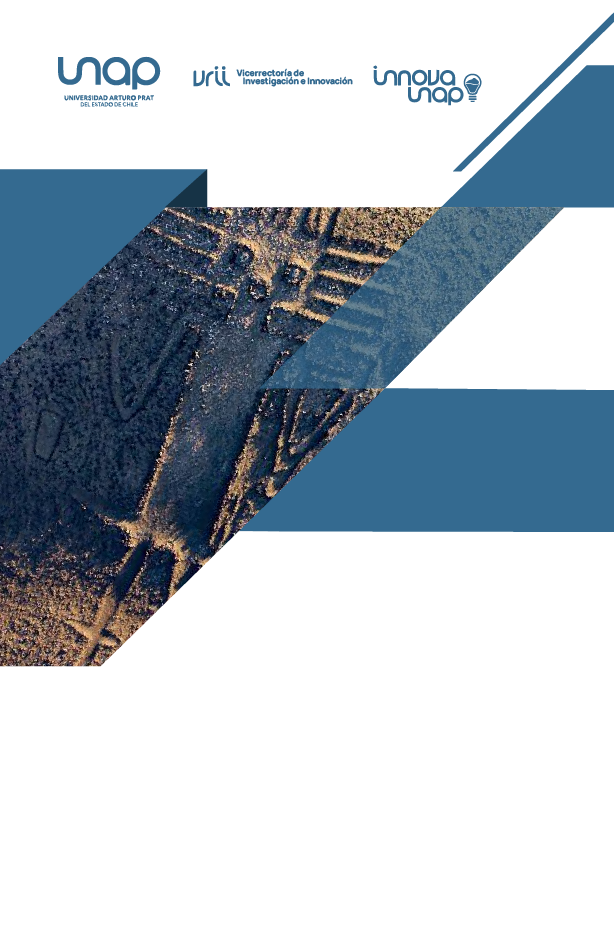 unap
UNIVERSIDAD ARTURO PRAT
DEL ESTADO DE CHILE
vrii
Vicerrectoría de
Investigación e Innovación
innova
unap